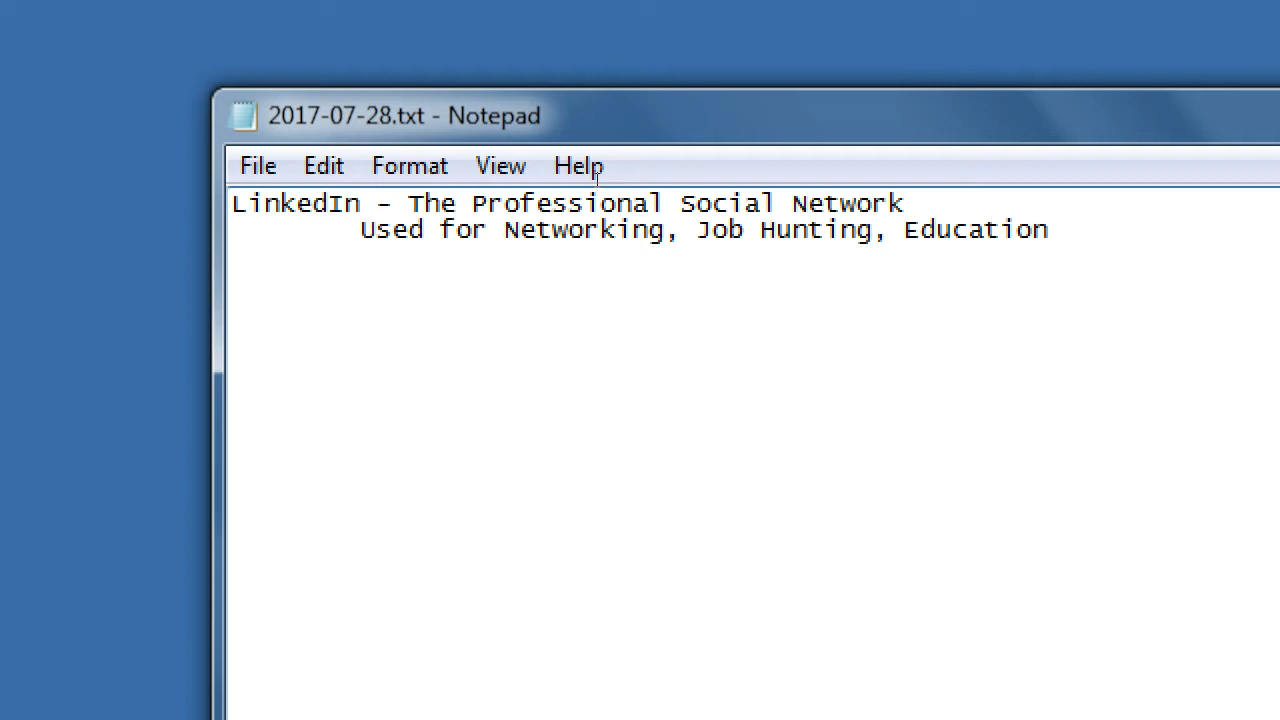 2017-07-28.txt - Notepad
File Edit Format View Help
LinkedIn - The Professional Social Network
Used for Networking, Job Hunting, Education